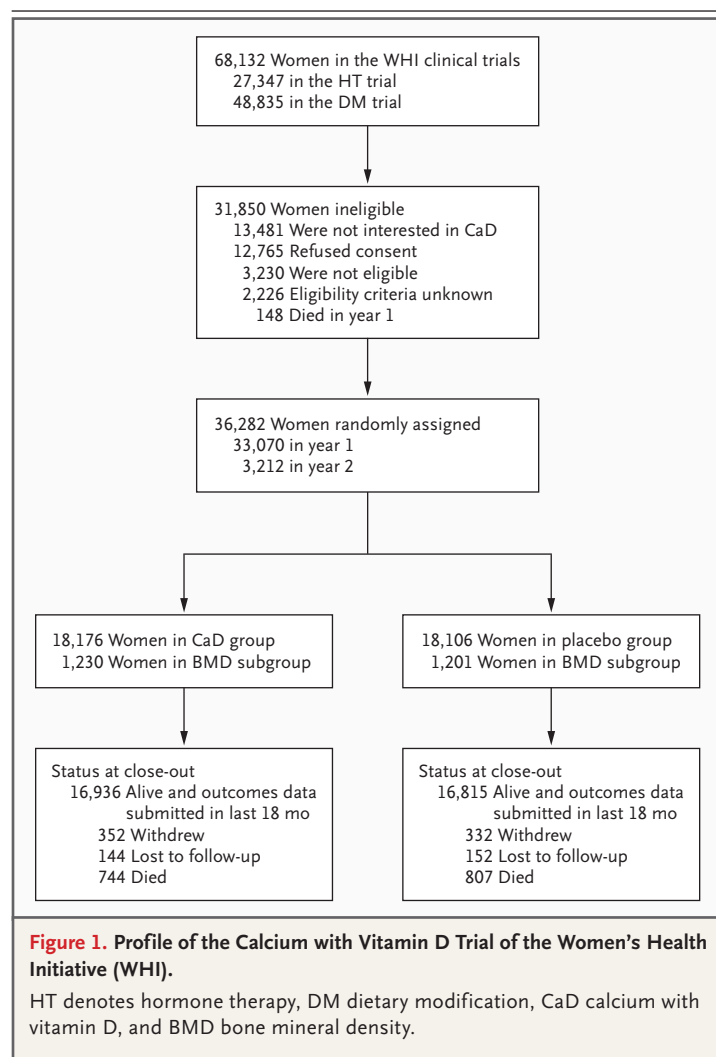 68,132 Women in the WHI clinical trials
27,347 in the HT trial
48,835 in the DM trial
31,850 Women ineligible
13,481 Were not interested in CaD
12,765 Refused consent
3,230 Were not eligible
2,226 Eligibility criteria unknown
148 Died in year 1
36,282 Women randomly assigned
33,070 in year 1
3,212 in year 2
18,176 Women in CaD group
1,230 Women in BMD subgroup
18,106 Women in placebo group
1,201 Women in BMD subgroup
Status at close-out
16,936 Alive and outcomes data
submitted in last 18 mo
352 Withdrew
144 Lost to follow-up
744 Died
Status at close-out
16,815 Alive and outcomes data
submitted in last 18 mo
332 Withdrew
152 Lost to follow-up
807 Died
Figure 1. Profile of the Calcium with Vitamin D Trial of the Women’s Health
Initiative (WHI).
HT denotes hormone therapy, DM dietary modification, CaD calcium with
vitamin D, and BMD bone mineral density.